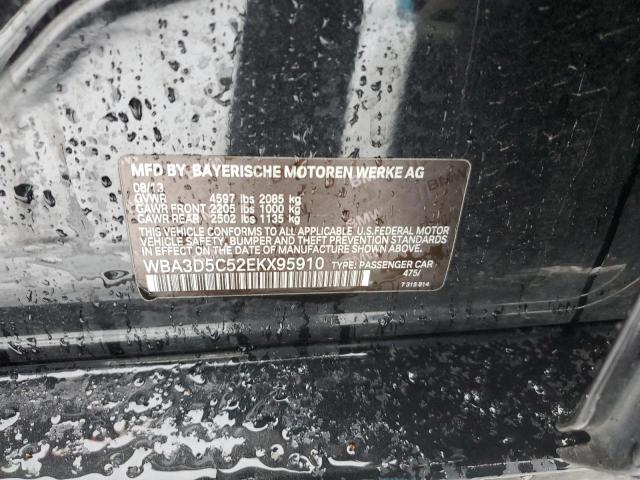 MFD BY BAYERISCHE MOTOREN WERKE AG
08/13
GVWR 4597 lbs 2085 kg
GAWR FRONT 2205 lbs 1000 kg
GAWR REAR 2502 lbs 1135 kg
THIS VEHICLE CONFORMS TO ALL APPLICABLE U.S.FEDERAL MOTOR
VEHICLE SAFETY, BUMPER, AND THEFT PREVENTION STANDARDS
IN EFFECT ON THE DATE OF MANUFACTURE SHOWN ABOVE.
WBA3D5C52EKX95910 TYPE: PASSENGER CAR
475/
7 315 814